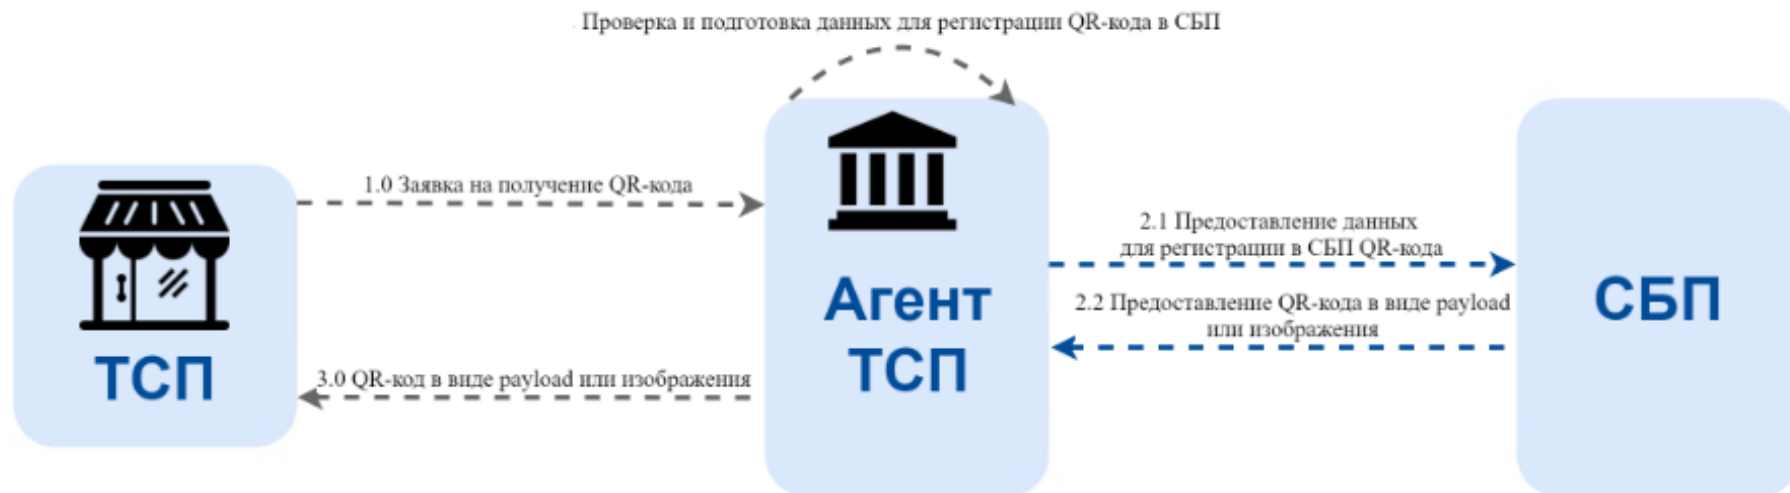 Проверка и подготовка данных для регистрации QR-кода в СБП
1.0 Заявка на получение QR-кода
2.1 Предоставление данных
для регистрации в СБП QR-кода
Агент
ТСП
СБП
2.2 Предоставление QR-кода в виде payload
или изображения
ТСП
3.0 QR-код в виде payload или изображения